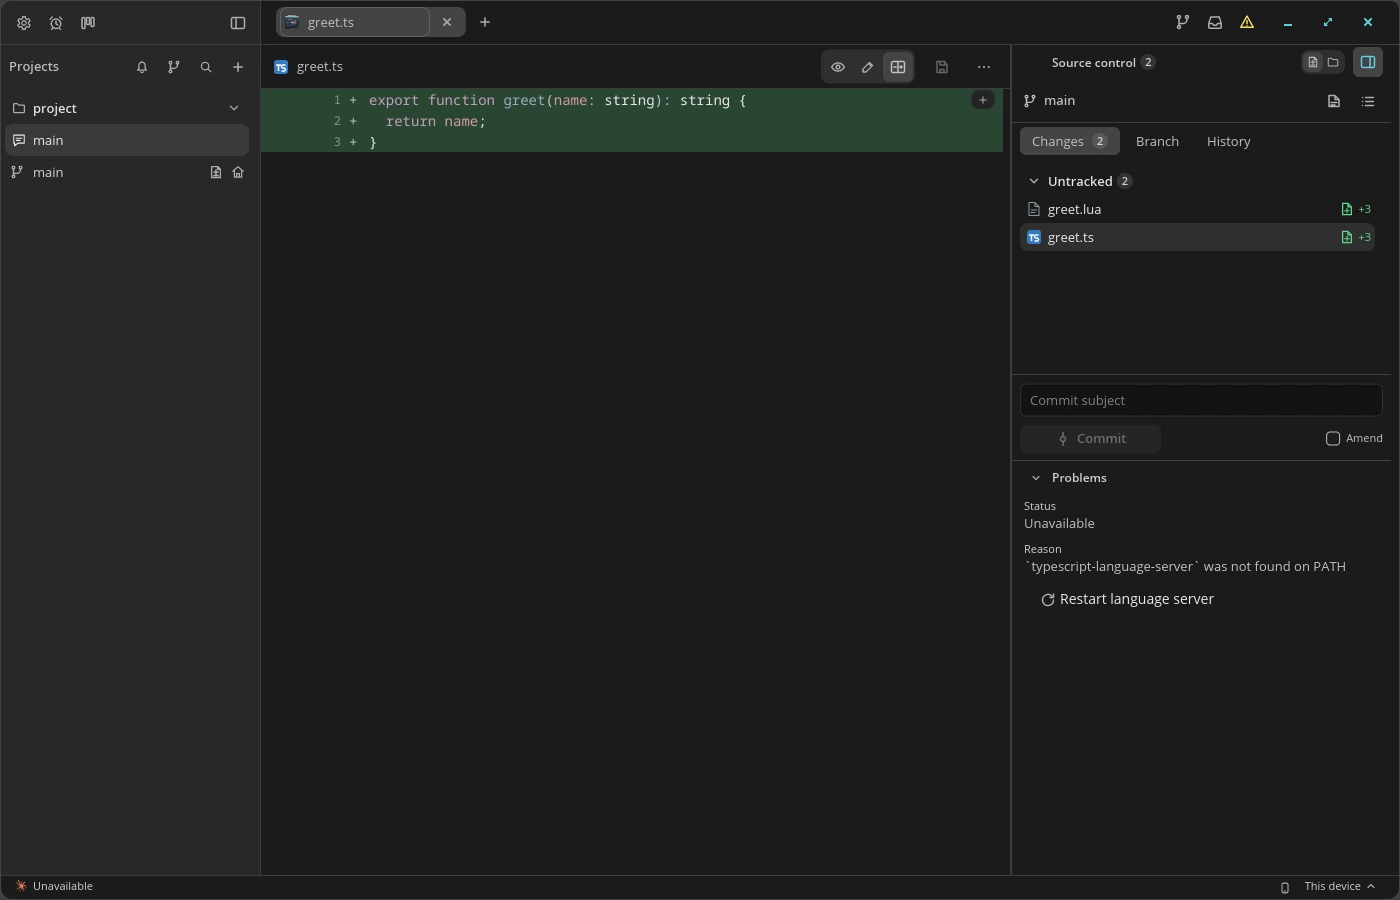 greet.ts
Projects
project
main
main
TS greet.ts
1 + export function greet(name: string): string {
2 +   return name;
3 + }
Source control 2
main
Changes 2 Branch History
Untracked 2
greet.lua +3
TS greet.ts +3
Commit subject
Commit Amend
Problems
Status
Unavailable
Reason
`typescript-language-server` was not found on PATH
Restart language server
Unavailable
This device